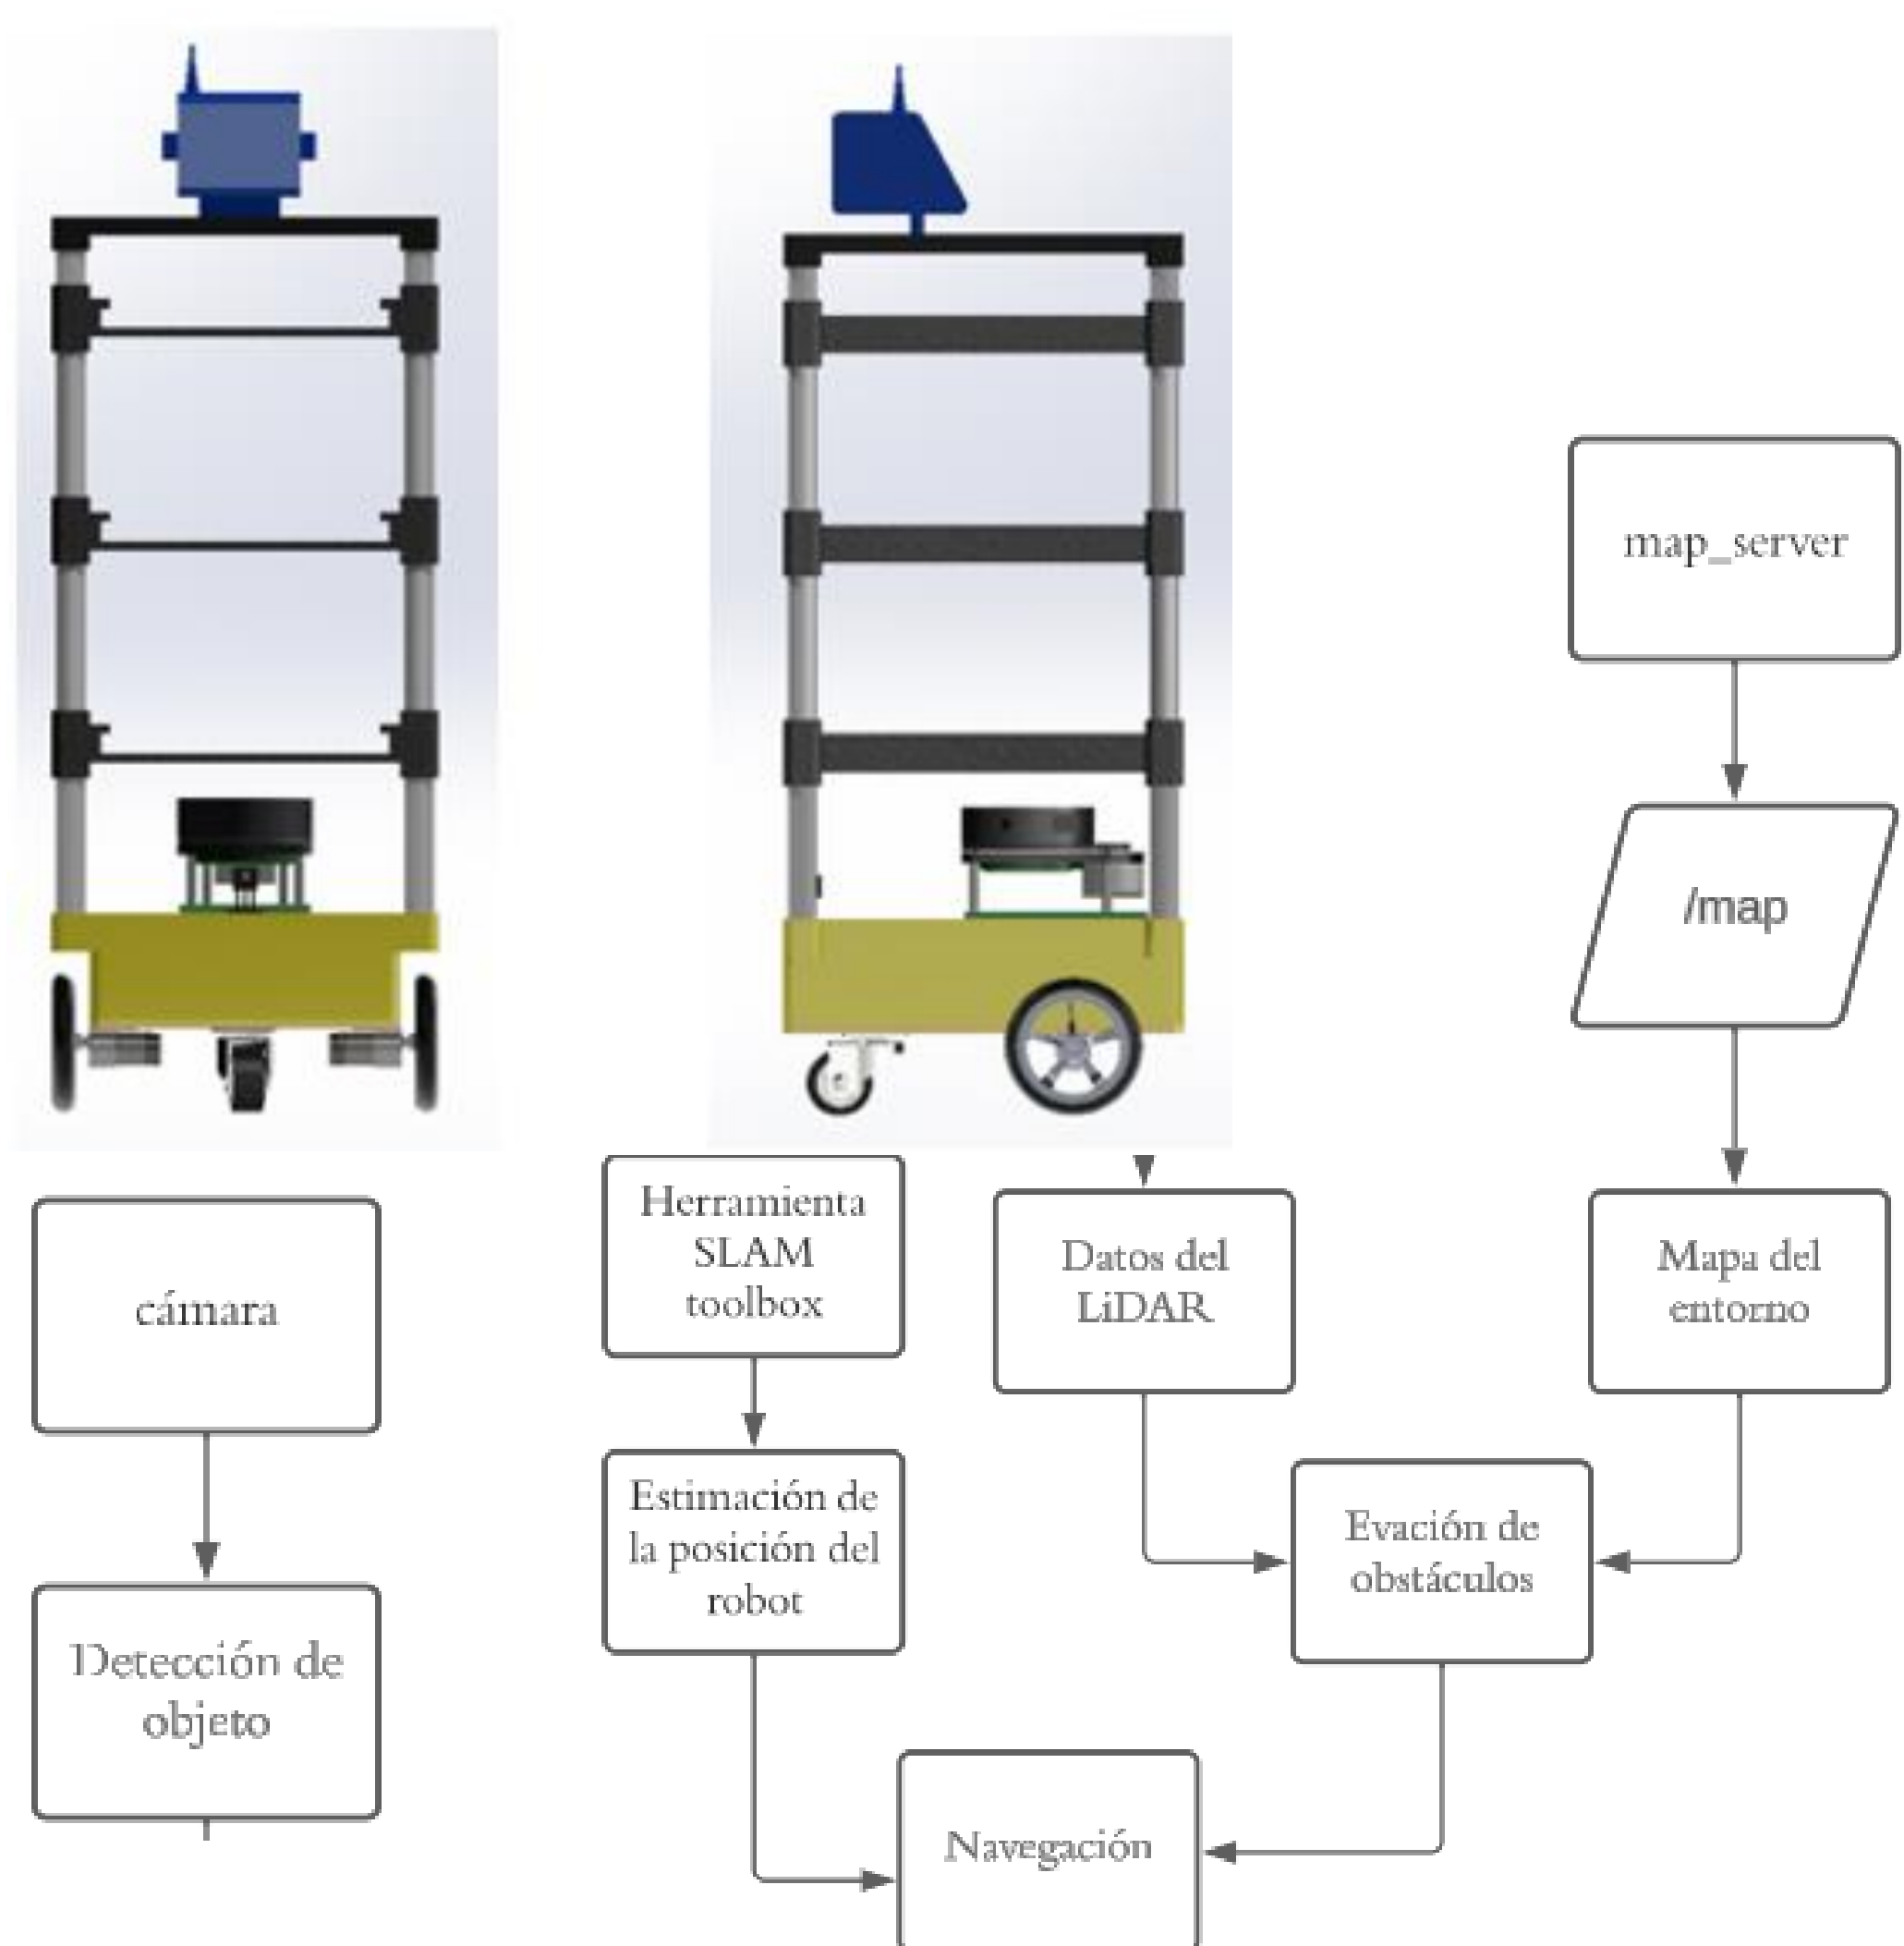 map_server
/map
cámara
Detección de
objeto
Herramienta
SLAM
toolbox
Estimación de
la posición del
robot
Datos del
LiDAR
Mapa del
entorno
Evación de
obstáculos
Navegación